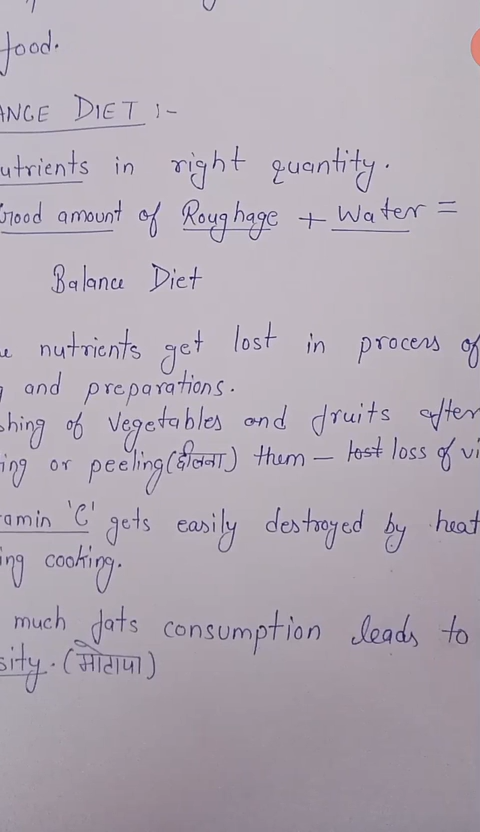 food.
ANCE DIET :-
utrients in right quantity.
Good amount of Roughage + Water =
Balance Diet
nutrients get lost in process of
and preparations.
shing of vegetables and fruits after
ing or peeling (छीलना) them – lost loss of vi
amin 'C' gets easily destroyed by heat
ing cooking.
much fats consumption leads to
sity. (मोटापा)